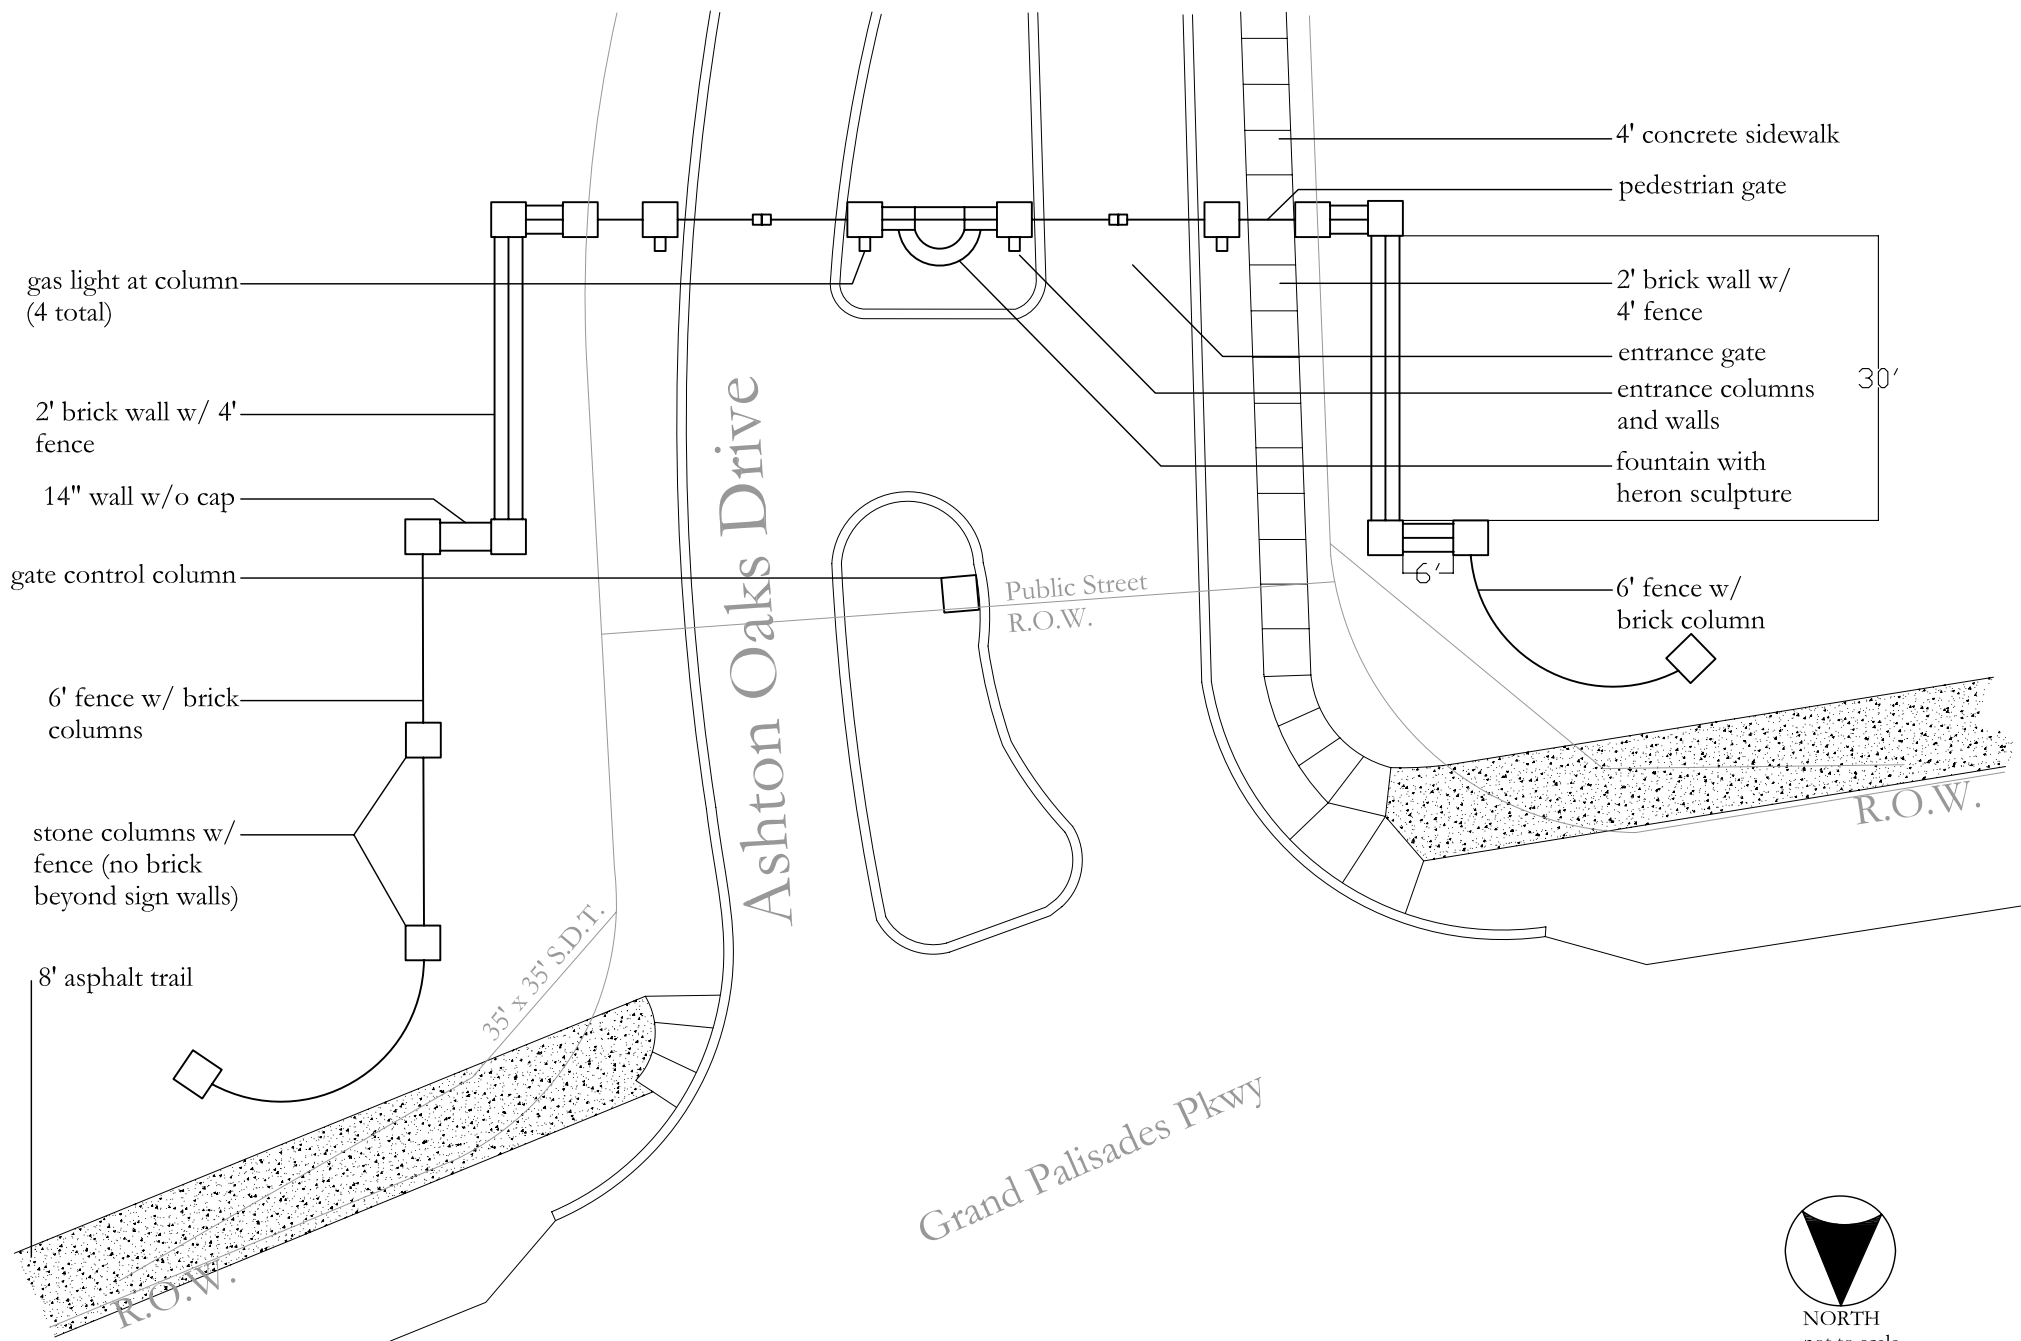 4' concrete sidewalk
pedestrian gate
gas light at column
(4 total)
2' brick wall w/
4' fence
entrance gate
entrance columns
and walls
30'
2' brick wall w/ 4'
fence
fountain with
heron sculpture
14" wall w/o cap
gate control column
Public Street
R.O.W.
6'
6' fence w/
brick column
Ashton Oaks Drive
6' fence w/ brick
columns
stone columns w/
fence (no brick
beyond sign walls)
R.O.W.
35' x 35' S.D.T.
8' asphalt trail
Grand Palisades Pkwy
R.O.W.
NORTH
not to scale